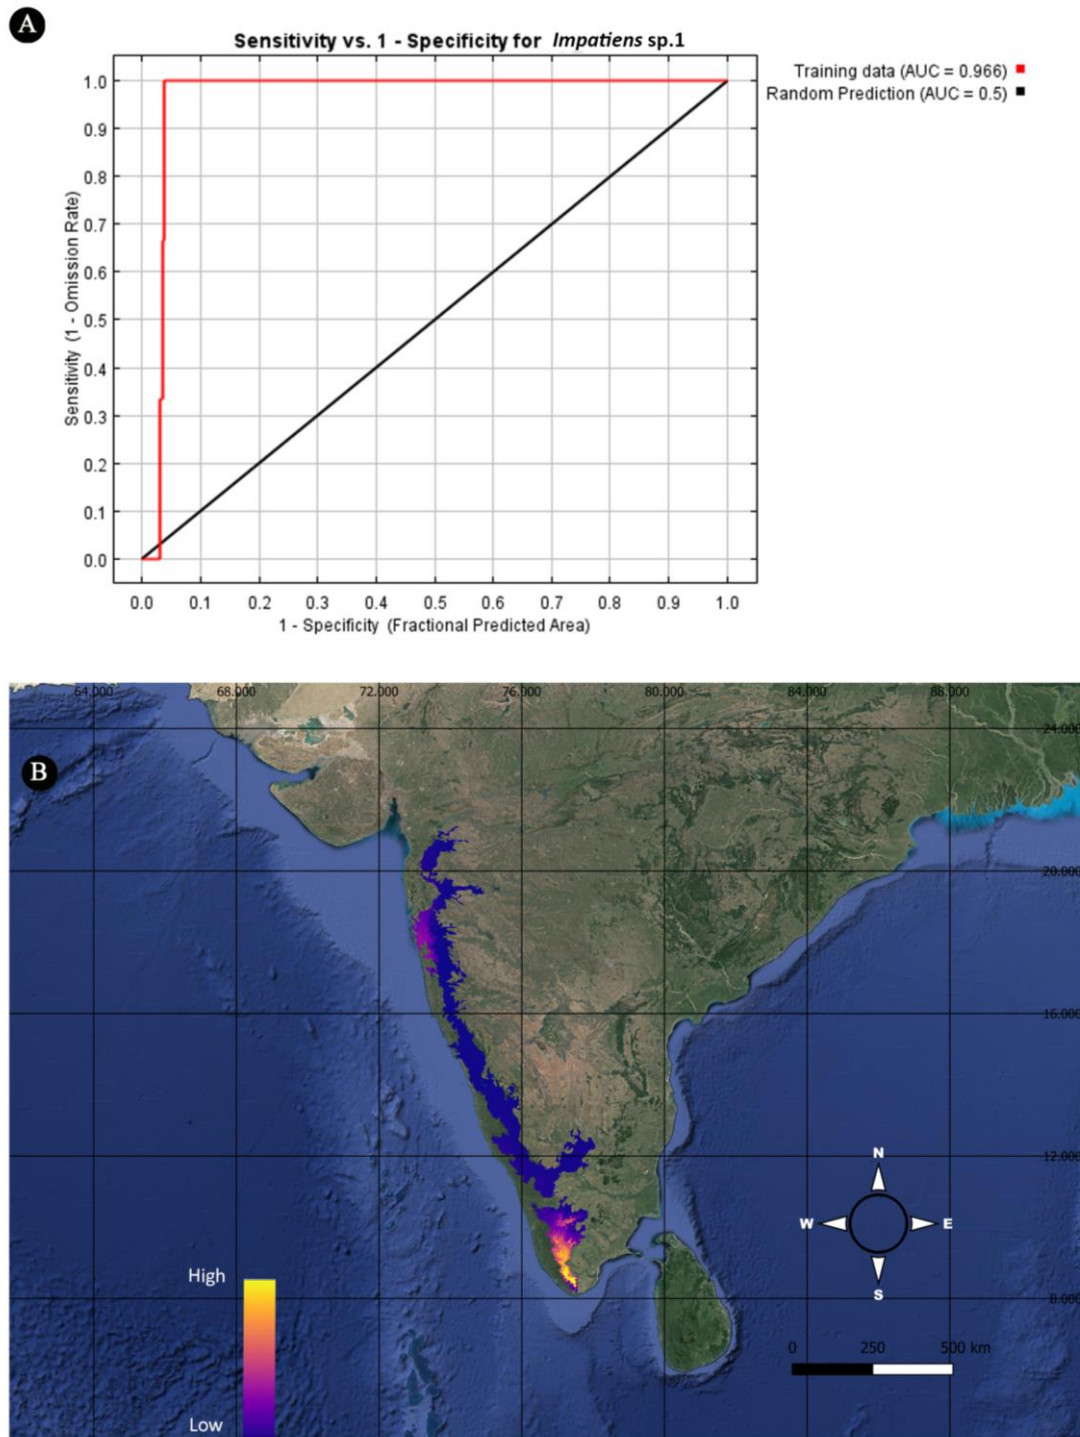 A
Sensitivity vs. 1 - Specificity for Impatiens sp.1
Training data (AUC = 0.966)
Random Prediction (AUC = 0.5)
Sensitivity (1 - Omission Rate)
1.0
0.9
0.8
0.7
0.6
0.5
0.4
0.3
0.2
0.1
0.0
0.0 0.1 0.2 0.3 0.4 0.5 0.6 0.7 0.8 0.9 1.0
1 - Specificity (Fractional Predicted Area)
64.000 68.000 72.000 76.000 80.000 84.000 88.000
24.000
B
20.000
16.000
12.000
N
W E
S
High
8.000
0 250 500 km
Low